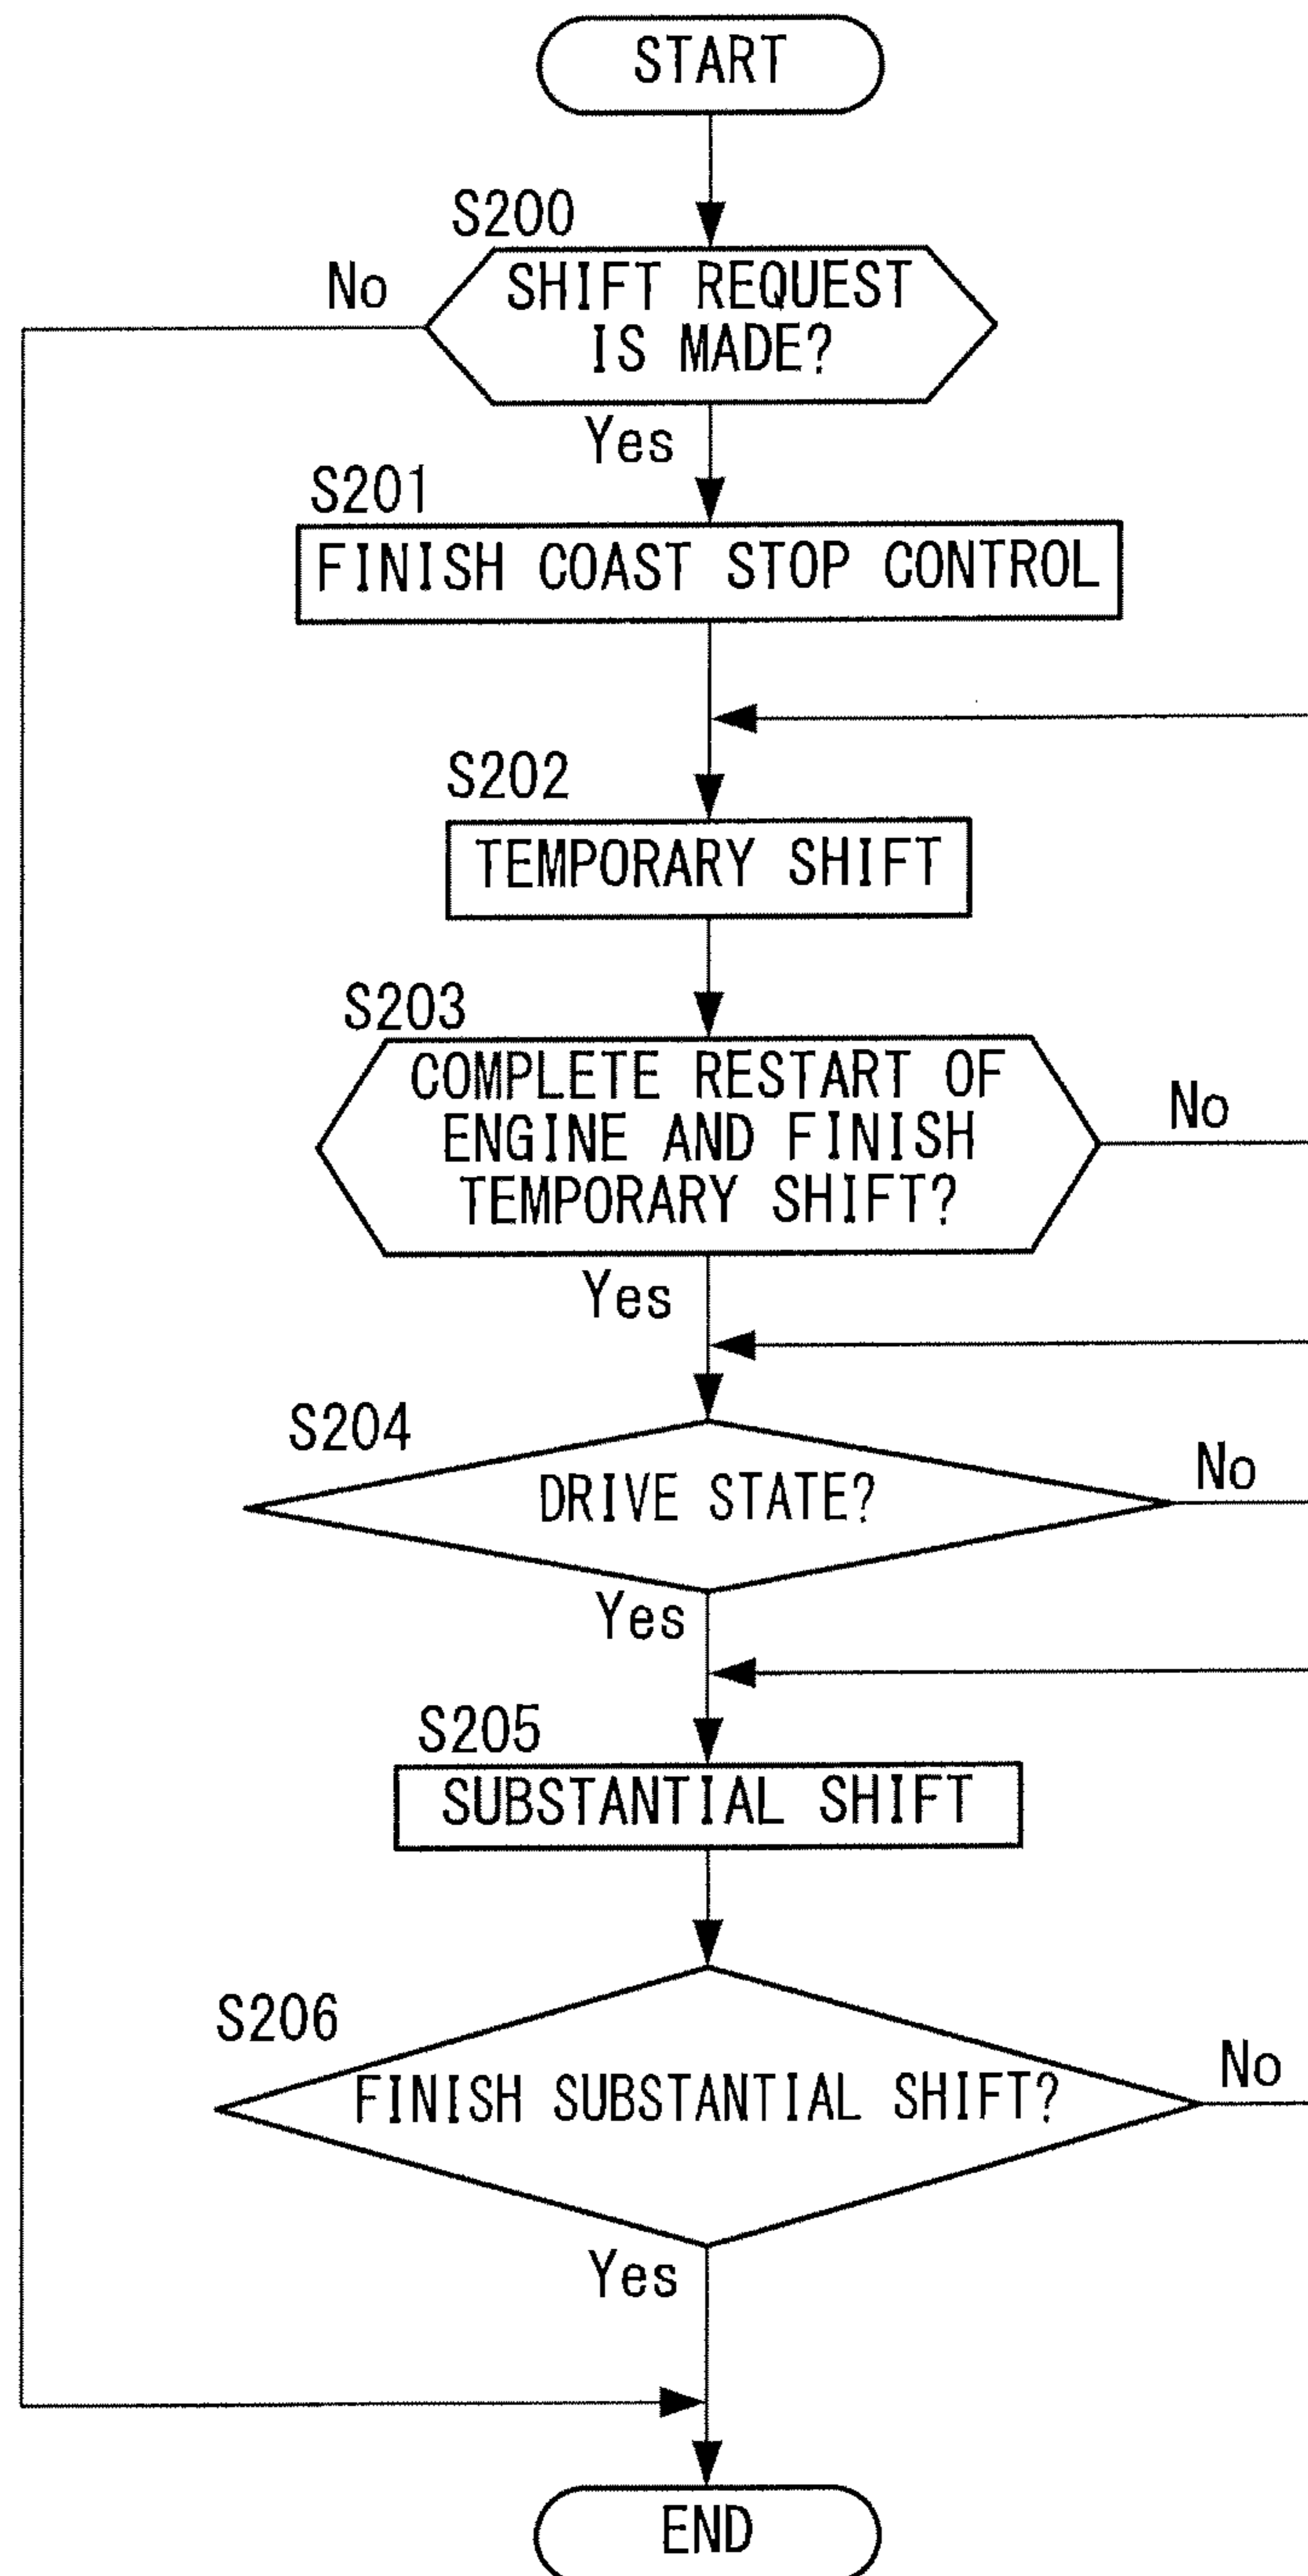 START
S200
No
SHIFT REQUEST
IS MADE?
Yes
S201
FINISH COAST STOP CONTROL
S202
TEMPORARY SHIFT
S203
COMPLETE RESTART OF
ENGINE AND FINISH
TEMPORARY SHIFT?
No
Yes
S204
DRIVE STATE?
No
Yes
S205
SUBSTANTIAL SHIFT
S206
FINISH SUBSTANTIAL SHIFT?
No
Yes
END